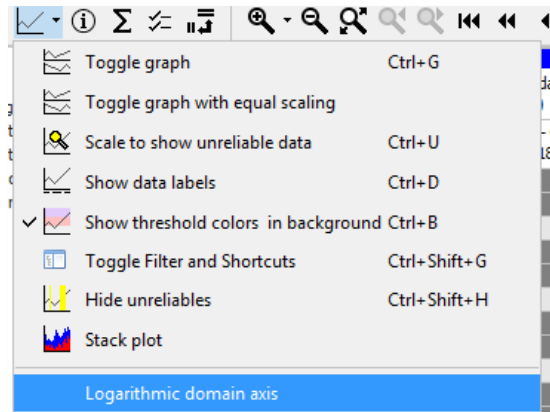 Toggle graph Ctrl+G
Toggle graph with equal scaling
Scale to show unreliable data Ctrl+U
Show data labels Ctrl+D
Show threshold colors in background Ctrl+B
Toggle Filter and Shortcuts Ctrl+Shift+G
Hide unreliables Ctrl+Shift+H
Stack plot
Logarithmic domain axis